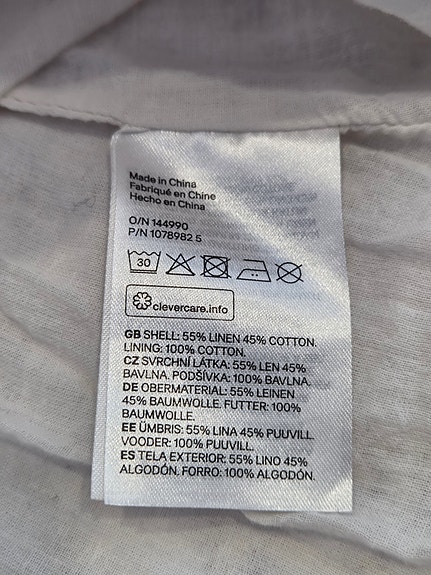 Made in China
Fabriqué en Chine
Hecho en China
O/N 144990
P/N 1078982 5
30
clevercare.info
GB SHELL: 55% LINEN 45% COTTON.
LINING: 100% COTTON.
CZ SVRCHNÍ LÁTKA: 55% LEN 45%
BAVLNA. PODŠÍVKA: 100% BAVLNA.
DE OBERMATERIAL: 55% LEINEN
45% BAUMWOLLE. FUTTER: 100%
BAUMWOLLE.
EE ÜMBRIS: 55% LINA 45% PUUVILL.
VOODER: 100% PUUVILL.
ES TELA EXTERIOR: 55% LINO 45%
ALGODÓN. FORRO: 100% ALGODÓN.